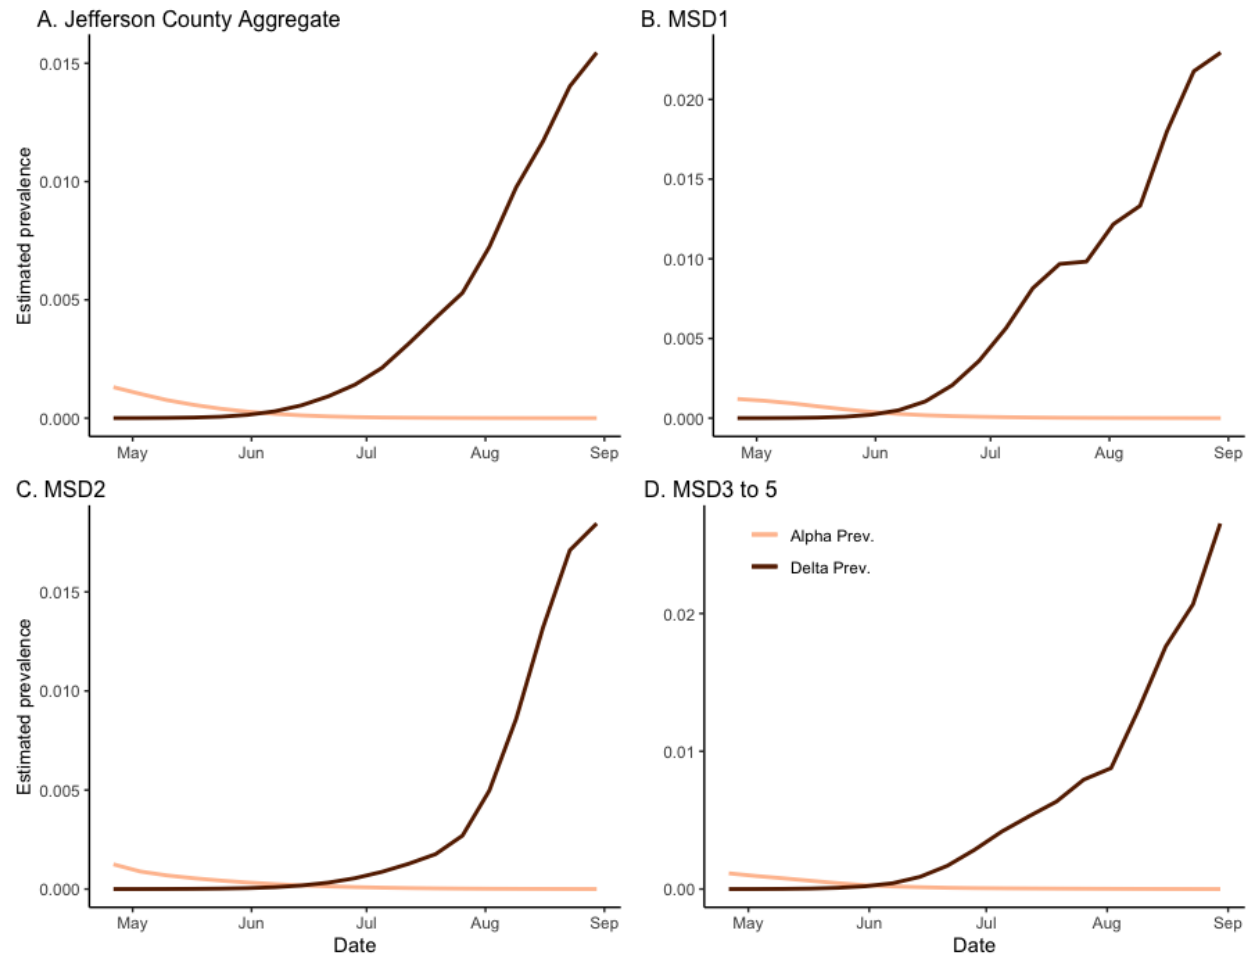 A. Jefferson County Aggregate
Estimated prevalence
0.015
0.010
0.005
0.000
May Jun Jul Aug Sep
B. MSD1
0.020
0.015
0.010
0.005
0.000
May Jun Jul Aug Sep
C. MSD2
Estimated prevalence
0.015
0.010
0.005
0.000
May Jun Jul Aug Sep
Date
D. MSD3 to 5
Alpha Prev.
Delta Prev.
0.02
0.01
0.00
May Jun Jul Aug Sep
Date